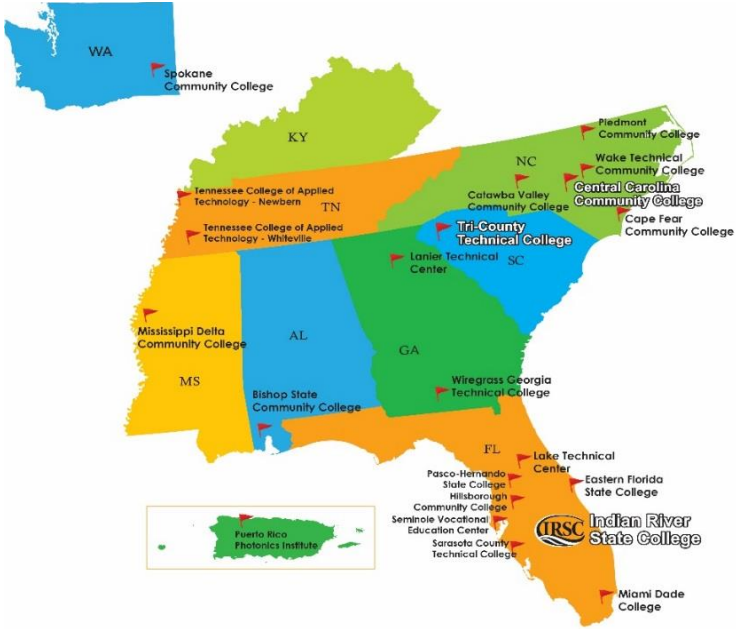 WA
Spokane
Community College
KY
Piedmont
Community College
NC
Wake Technical
Community College
Tennessee College of Applied
Technology - Newbern
TN
Catawba Valley
Community College
Central Carolina
Community College
Cape Fear
Community College
Tennessee College of Applied
Technology - Whiteville
Tri-County
Technical College
SC
Lanier Technical
Center
Mississippi Delta
Community College
AL
GA
MS
Wiregrass Georgia
Technical College
Bishop State
Community College
FL
Lake Technical
Center
Pasco-Hernando
State College
Eastern Florida
State College
Hillsborough
Community College
Seminole Vocational
Education Center
IRSC
Indian River
State College
Sarasota County
Technical College
Puerto Rico
Photonics Institute
Miami Dade
College